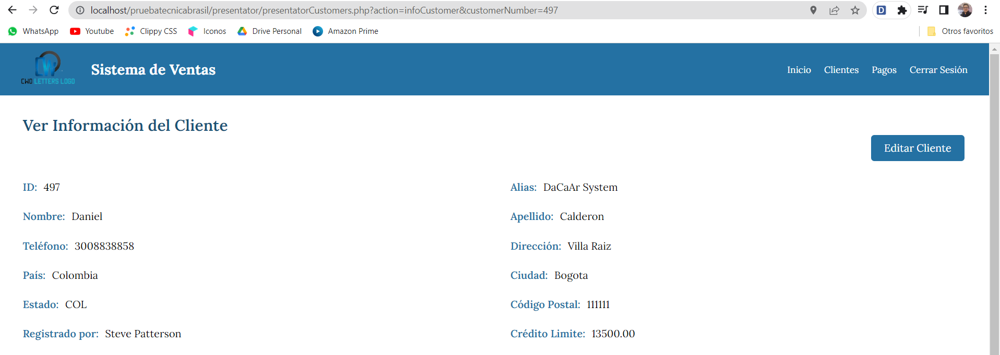 localhost/pruebatecnicabrasil/presentator/presentatorCustomers.php?action=infoCustomer&customerNumber=497
D
WhatsApp Youtube Clippy CSS Iconos Drive Personal Amazon Prime Otros favoritos
CW
CWO LETTERS LOGO
Sistema de Ventas Inicio Clientes Pagos Cerrar Sesión
Ver Información del Cliente
Editar Cliente
ID: 497 Alias: DaCaAr System
Nombre: Daniel Apellido: Calderon
Teléfono: 3008838858 Dirección: Villa Raiz
País: Colombia Ciudad: Bogota
Estado: COL Código Postal: 111111
Registrado por: Steve Patterson Crédito Limite: 13500.00